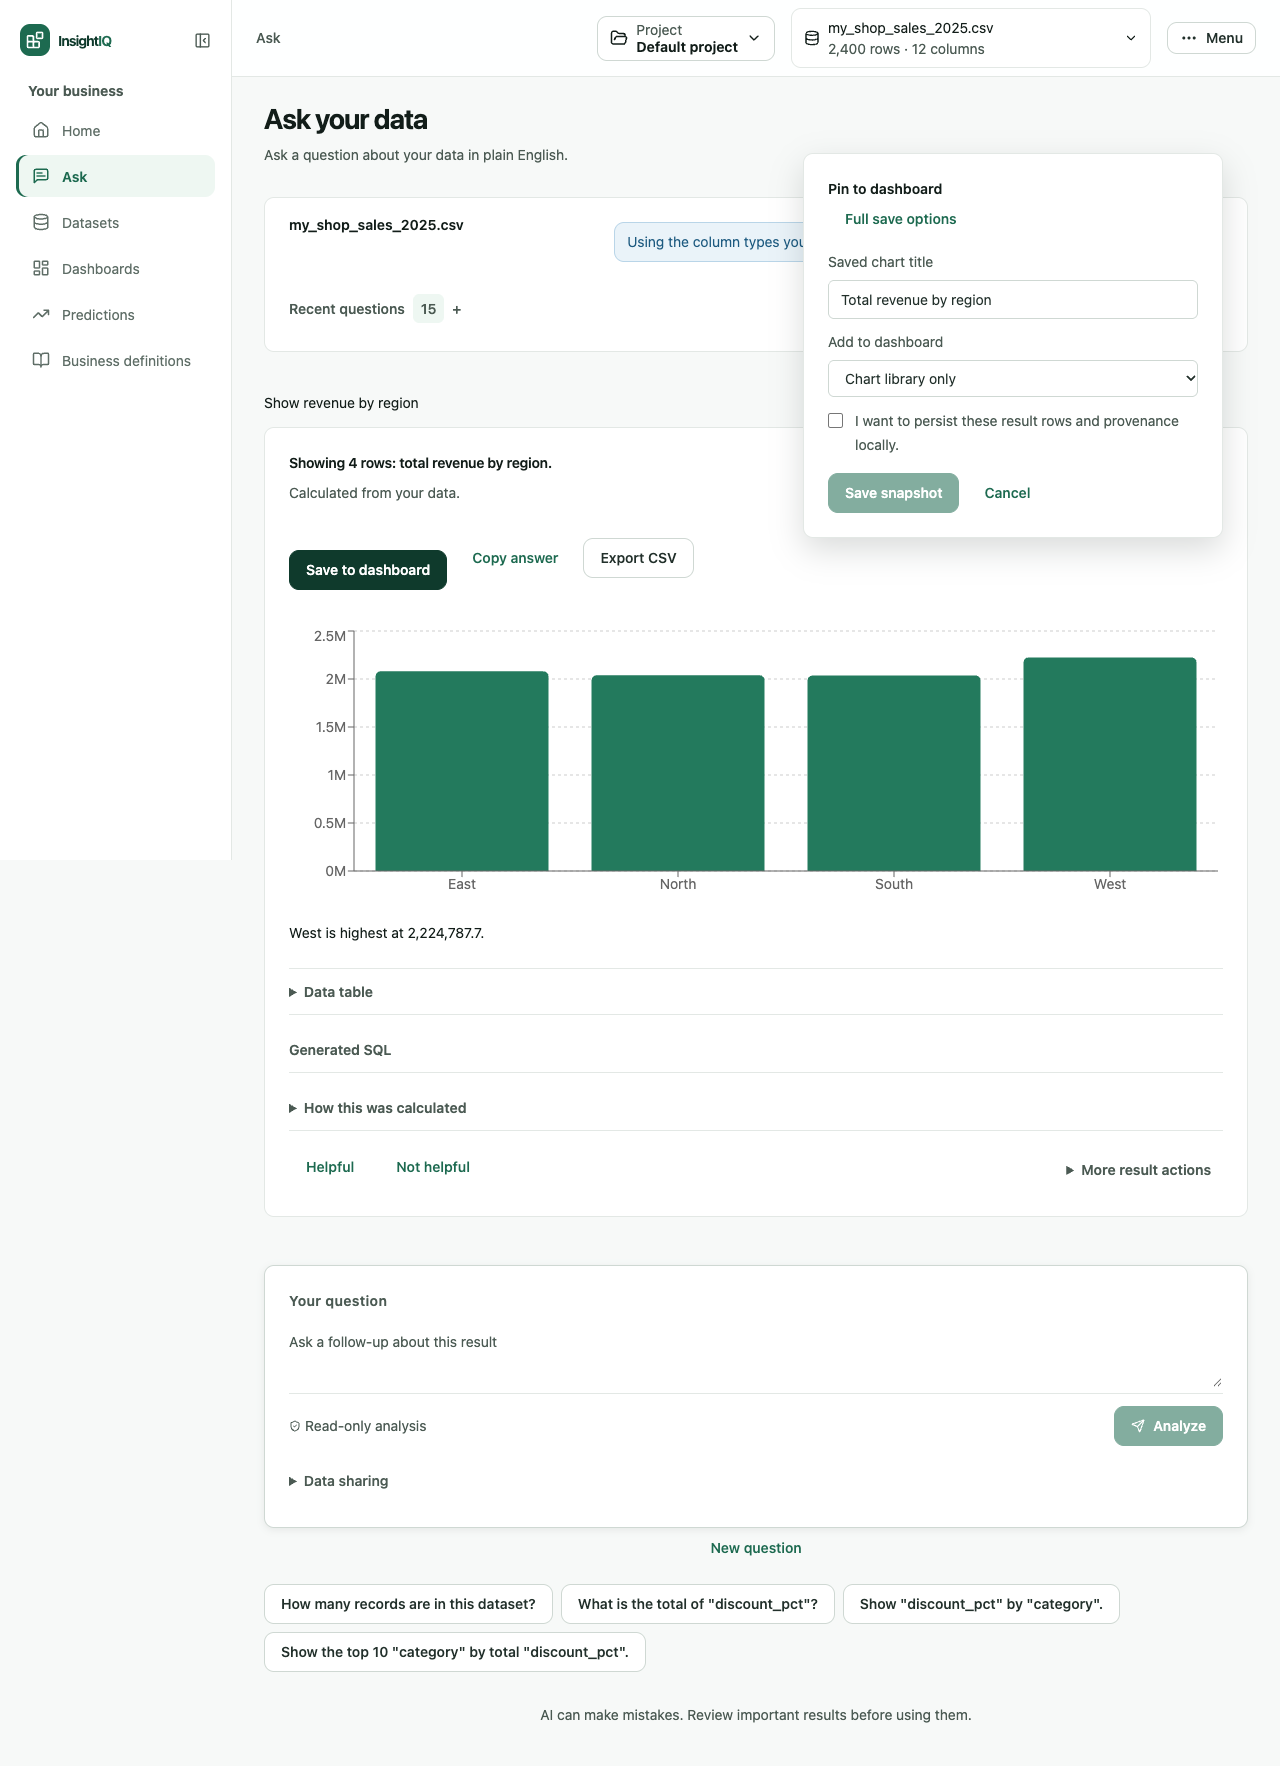 InsightIQ
Your business
Home
Ask
Datasets
Dashboards
Predictions
Business definitions
Ask
Project
Default project
my_shop_sales_2025.csv
2,400 rows · 12 columns
Menu
Ask your data
Ask a question about your data in plain English.
my_shop_sales_2025.csv
Using the column types you
Recent questions 15 +
Pin to dashboard
Full save options
Saved chart title
Total revenue by region
Add to dashboard
Chart library only
I want to persist these result rows and provenance
locally.
Save snapshot
Cancel
Show revenue by region
Showing 4 rows: total revenue by region.
Calculated from your data.
Save to dashboard
Copy answer
Export CSV
2.5M
2M
1.5M
1M
0.5M
0M
East
North
South
West
West is highest at 2,224,787.7.
Data table
Generated SQL
How this was calculated
Helpful
Not helpful
More result actions
Your question
Ask a follow-up about this result
Read-only analysis
Analyze
Data sharing
New question
How many records are in this dataset?
What is the total of "discount_pct"?
Show "discount_pct" by "category".
Show the top 10 "category" by total "discount_pct".
AI can make mistakes. Review important results before using them.